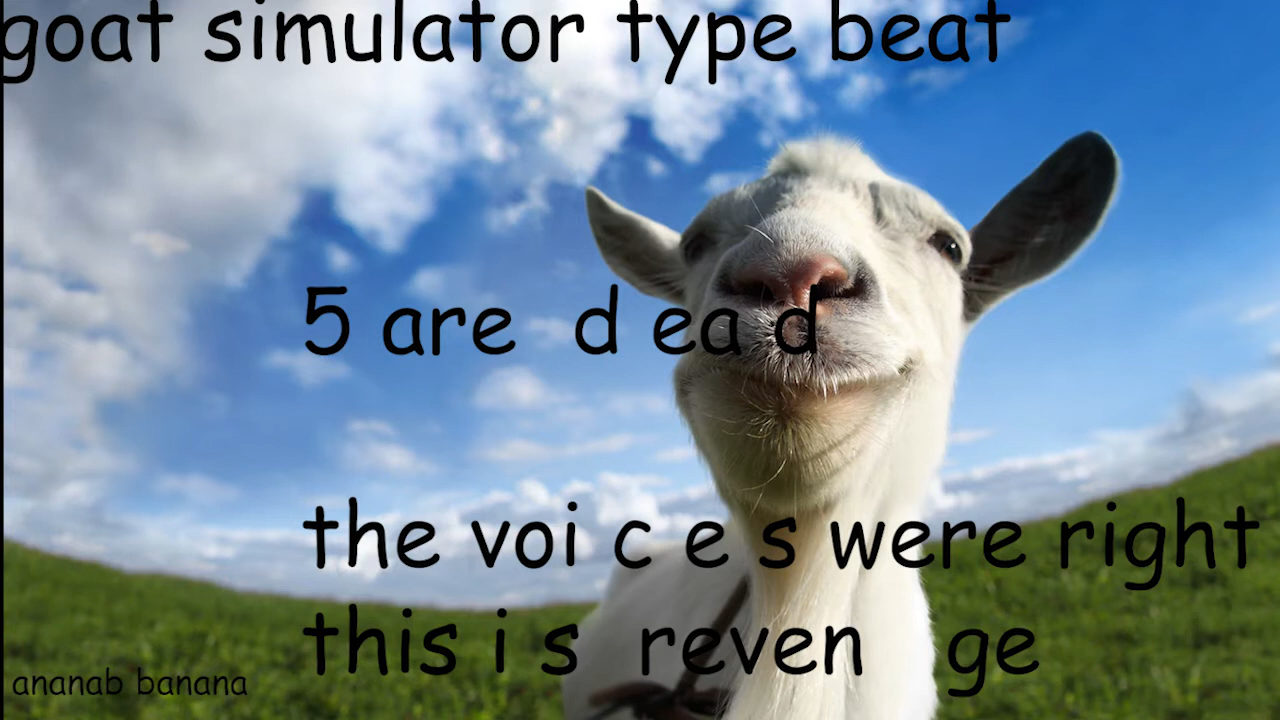 goat simulator type beat
5 are d ea d
the voi c e s were right
this i s reven ge
ananab banana